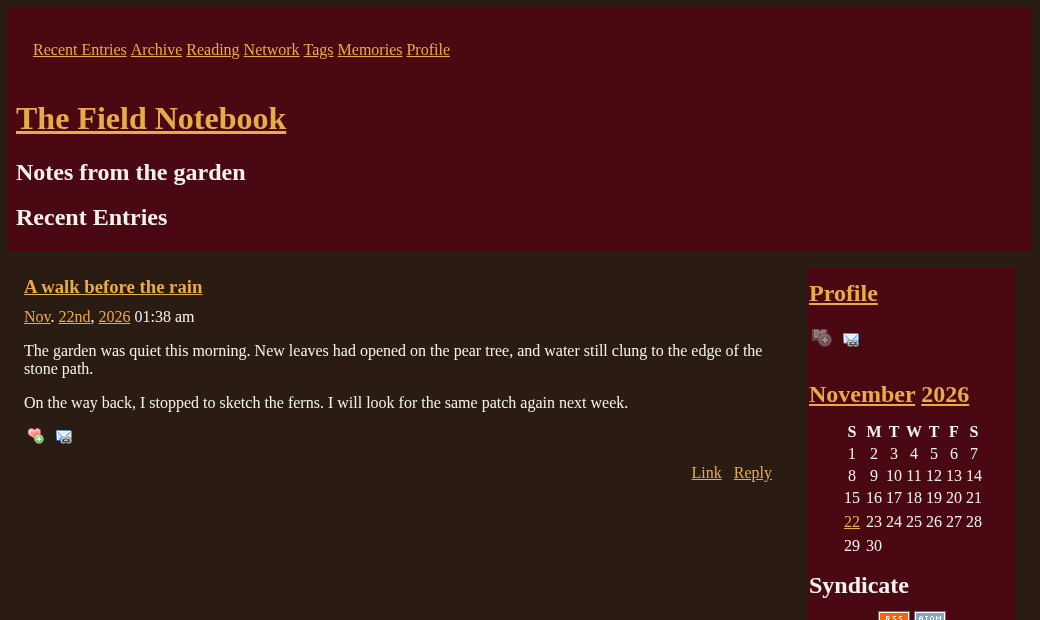 Recent Entries Archive Reading Network Tags Memories Profile
The Field Notebook
Notes from the garden
Recent Entries
A walk before the rain
Nov. 22nd, 2026 01:38 am
The garden was quiet this morning. New leaves had opened on the pear tree, and water still clung to the edge of the
stone path.
On the way back, I stopped to sketch the ferns. I will look for the same patch again next week.
Link Reply
Profile
November 2026
S M T W T F S
1 2 3 4 5 6 7
8 9 10 11 12 13 14
15 16 17 18 19 20 21
22 23 24 25 26 27 28
29 30
Syndicate
RSS ATOM